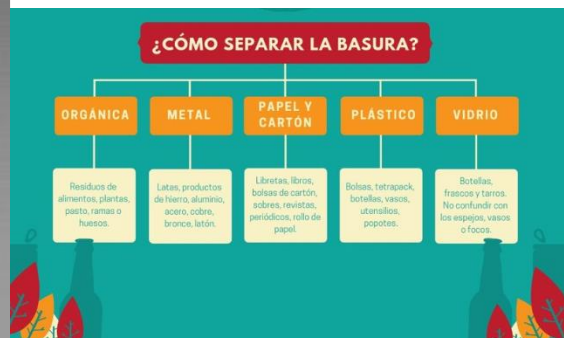 ¿CÓMO SEPARAR LA BASURA?
ORGÁNICA
METAL
PAPEL Y
CARTÓN
PLÁSTICO
VIDRIO
Residuos de
alimentos, plantas,
pasto, ramas o
huesos.
Latas, productos
de hierro, aluminio,
acero, cobre,
bronce, latón.
Libretas, libros,
bolsas de cartón,
sobres, revistas,
periódicos, rollo de
papel.
Bolsas, tetrapack,
botellas, vasos,
utensilios,
popotes.
Botellas,
frascos y tarros.
No confundir con
los espejos, vasos
o focos.